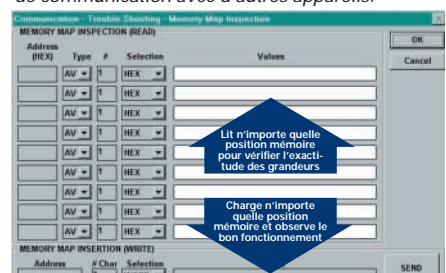 de communication avec d'autres appareils.
Communication - Trouble Shooting - Memory Map Inspection
MEMORY MAP INSPECTION (READ)
Address (HEX) Type # Selection Values
OK
Cancel
AV 1 HEX
AV 1 HEX
AV 1 HEX
AV 1 HEX
AV 1 HEX
AV 1 HEX
AV 1 HEX
AV 1 HEX
Lit n'importe quelle
position mémoire
pour vérifier l'exacti-
tude des grandeurs
Charge n'importe
quelle position
mémoire et observe le
bon fonctionnement
MEMORY MAP INSERTION (WRITE)
Address # Char Selection
SEND